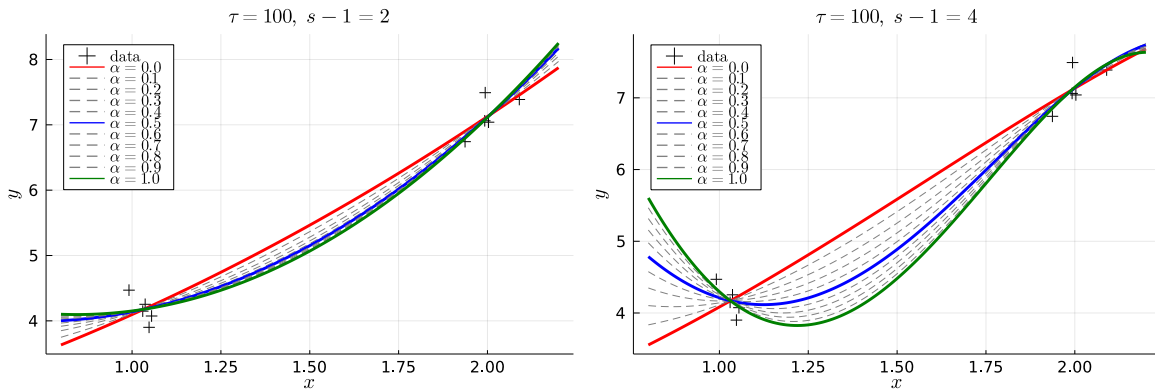 τ = 100, s − 1 = 2
8
7
6
5
4
y
1.00 1.25 1.50 1.75 2.00
x
data
α = 0.0
α = 0.1
α = 0.2
α = 0.3
α = 0.4
α = 0.5
α = 0.6
α = 0.7
α = 0.8
α = 0.9
α = 1.0
τ = 100, s − 1 = 4
7
6
5
4
y
1.00 1.25 1.50 1.75 2.00
x
data
α = 0.0
α = 0.1
α = 0.2
α = 0.3
α = 0.4
α = 0.5
α = 0.6
α = 0.7
α = 0.8
α = 0.9
α = 1.0